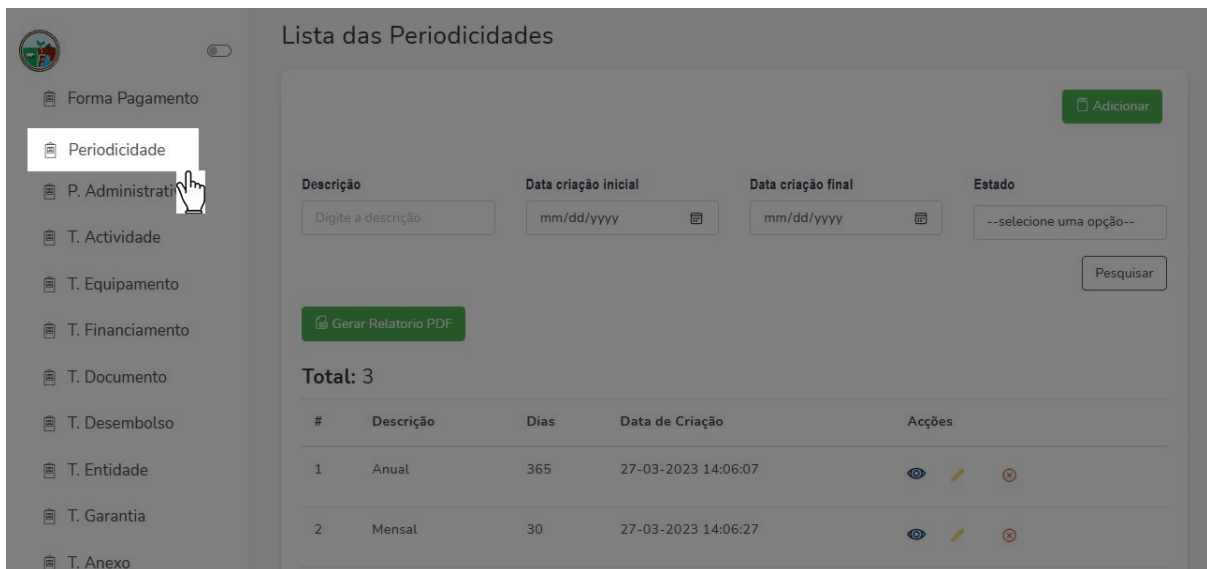 Lista das Periodicidades
Forma Pagamento
Periodicidade
P. Administrati
T. Actividade
T. Equipamento
T. Financiamento
T. Documento
T. Desembolso
T. Entidade
T. Garantia
T. Anexo
Adicionar
Descrição Data criação inicial Data criação final Estado
Digite a descrição mm/dd/yyyy mm/dd/yyyy --selecione uma opção--
Pesquisar
Gerar Relatorio PDF
Total: 3
# Descrição Dias Data de Criação Acções
1 Anual 365 27-03-2023 14:06:07
2 Mensal 30 27-03-2023 14:06:27